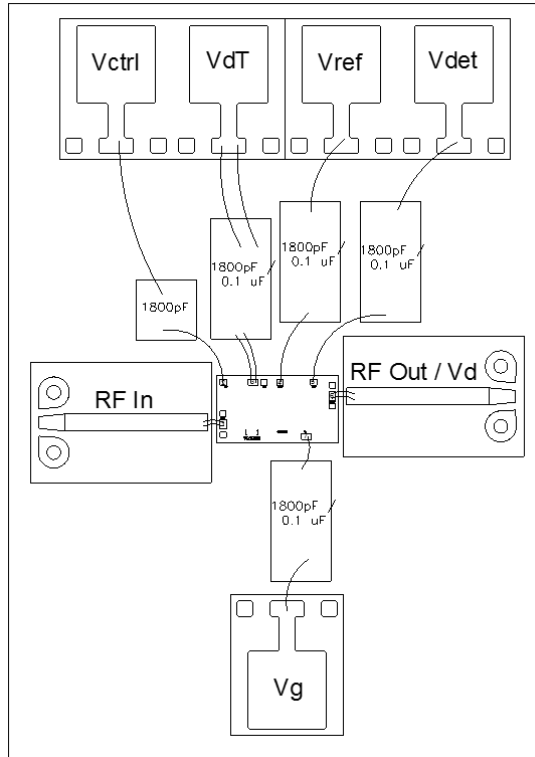 Vctrl
VdT
Vref
Vdet
1800pF
0.1 uF
1800pF
0.1 uF
1800pF
0.1 uF
1800pF
RF In
RF Out / Vd
1800pF
0.1 uF
Vg